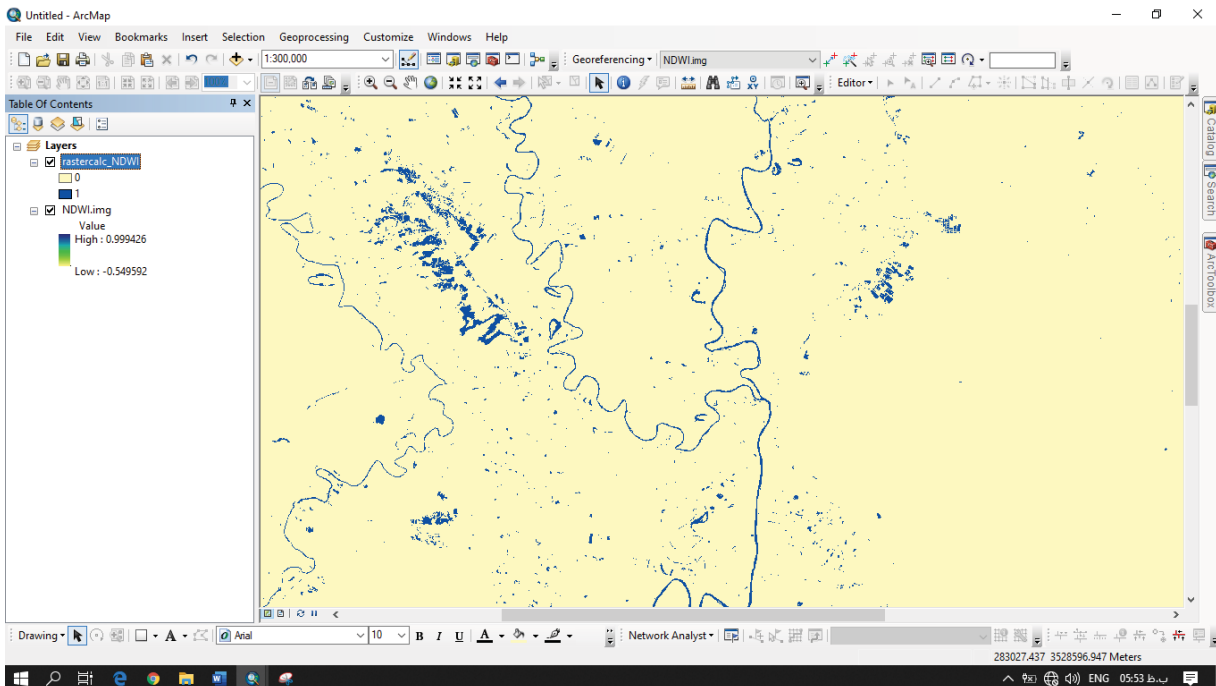 Untitled - ArcMap
File Edit View Bookmarks Insert Selection Geoprocessing Customize Windows Help
1:300,000 Georeferencing NDWI.img
Editor
Table Of Contents
Layers
rastercalc_NDWI
0
1
NDWI.img
Value
High : 0.999426
Low : -0.549592
Catalog
Search
ArcToolbox
Drawing A Arial 10 B I U A Network Analyst
283027.437 3528596.947 Meters
ENG 05:53 ب.ظ